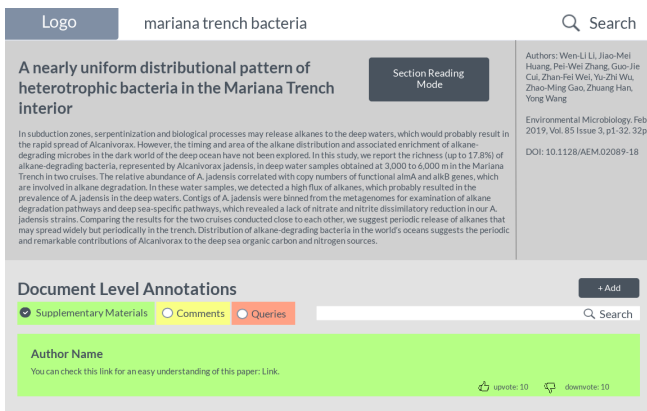 Logo
mariana trench bacteria
Search
A nearly uniform distributional pattern of
heterotrophic bacteria in the Mariana Trench
interior
Section Reading
Mode
In subduction zones, serpentinization and biological processes may release alkanes to the deep waters, which would probably result in
the rapid spread of Alcanivorax. However, the timing and area of the alkane distribution and associated enrichment of alkane-
degrading microbes in the dark world of the deep ocean have not been explored. In this study, we report the richness (up to 17.8%) of
alkane-degrading bacteria, represented by Alcanivorax jadensis, in deep water samples obtained at 3,000 to 6,000 m in the Mariana
Trench in two cruises. The relative abundance of A. jadensis correlated with copy numbers of functional almA and alkB genes, which
are involved in alkane degradation. In these water samples, we detected a high flux of alkanes, which probably resulted in the
prevalence of A. jadensis in the deep waters. Contigs of A. jadensis were binned from the metagenomes for examination of alkane
degradation pathways and deep sea-specific pathways, which revealed a lack of nitrate and nitrite dissimilatory reduction in our A.
jadensis strains. Comparing the results for the two cruises conducted close to each other, we suggest periodic release of alkanes that
may spread widely but periodically in the trench. Distribution of alkane-degrading bacteria in the world's oceans suggests the periodic
and remarkable contributions of Alcanivorax to the deep sea organic carbon and nitrogen sources.
Authors: Wen-Li Li, Jiao-Mei
Huang, Pei-Wei Zhang, Guo-Jie
Cui, Zhan-Fei Wei, Yu-Zhi Wu,
Zhao-Ming Gao, Zhuang Han,
Yong Wang
Environmental Microbiology. Feb
2019, Vol. 85 Issue 3, p1-32. 32p
DOI: 10.1128/AEM.02089-18
Document Level Annotations
+ Add
Supplementary Materials
Comments
Queries
Search
Author Name
You can check this link for an easy understanding of this paper: Link.
upvote: 10
downvote: 10